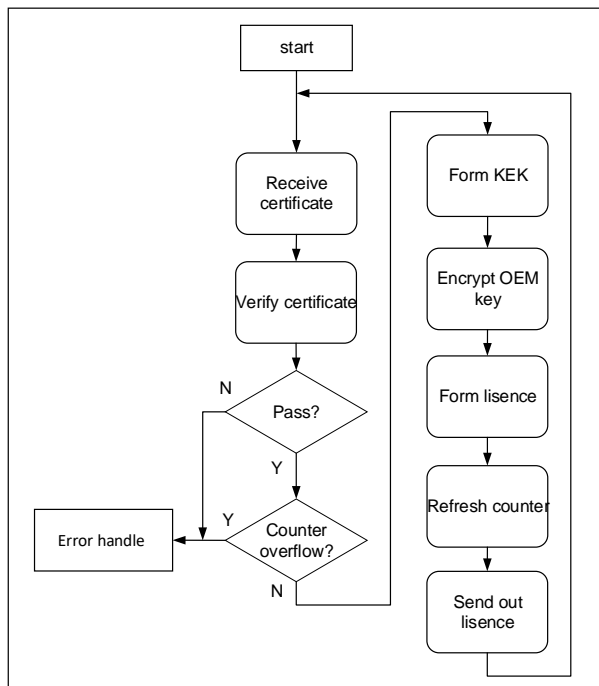 start
Receive
certificate
Verify certificate
N
Pass?
Y
Y
Counter
overflow?
Error handle
N
Form KEK
Encrypt OEM
key
Form lisence
Refresh counter
Send out
lisence